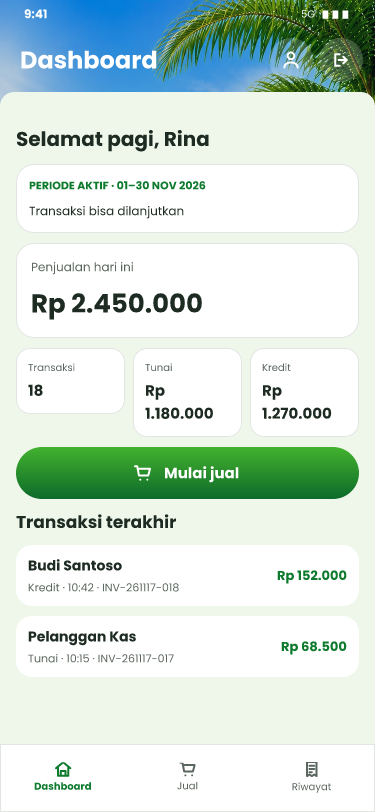 9:41
5G
Dashboard
Selamat pagi, Rina
PERIODE AKTIF · 01–30 NOV 2026
Transaksi bisa dilanjutkan
Penjualan hari ini
Rp 2.450.000
Transaksi
18
Tunai
Rp
1.180.000
Kredit
Rp
1.270.000
Mulai jual
Transaksi terakhir
Budi Santoso
Kredit · 10:42 · INV-261117-018
Rp 152.000
Pelanggan Kas
Tunai · 10:15 · INV-261117-017
Rp 68.500
Dashboard
Jual
Riwayat